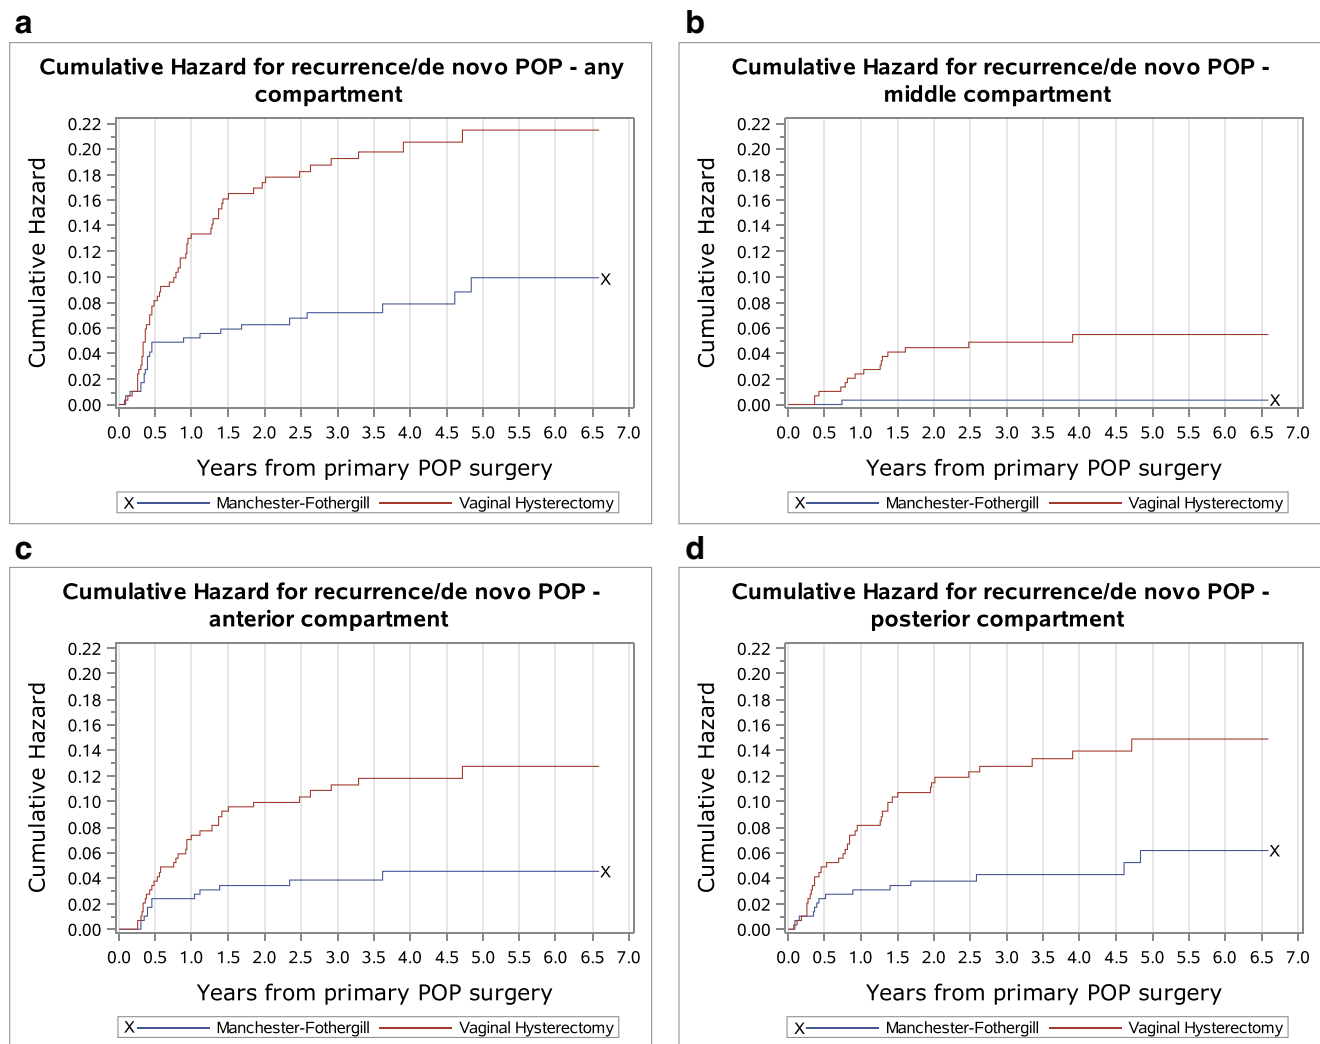 a
Cumulative Hazard for recurrence/de novo POP - any
compartment
Cumulative Hazard
0.22
0.20
0.18
0.16
0.14
0.12
0.10
0.08
0.06
0.04
0.02
0.00
X
0.0 0.5 1.0 1.5 2.0 2.5 3.0 3.5 4.0 4.5 5.0 5.5 6.0 6.5 7.0
Years from primary POP surgery
X Manchester-Fothergill Vaginal Hysterectomy
b
Cumulative Hazard for recurrence/de novo POP -
middle compartment
Cumulative Hazard
0.22
0.20
0.18
0.16
0.14
0.12
0.10
0.08
0.06
0.04
0.02
0.00
X
0.0 0.5 1.0 1.5 2.0 2.5 3.0 3.5 4.0 4.5 5.0 5.5 6.0 6.5 7.0
Years from primary POP surgery
X Manchester-Fothergill Vaginal Hysterectomy
c
Cumulative Hazard for recurrence/de novo POP -
anterior compartment
Cumulative Hazard
0.22
0.20
0.18
0.16
0.14
0.12
0.10
0.08
0.06
0.04
0.02
0.00
X
0.0 0.5 1.0 1.5 2.0 2.5 3.0 3.5 4.0 4.5 5.0 5.5 6.0 6.5 7.0
Years from primary POP surgery
X Manchester-Fothergill Vaginal Hysterectomy
d
Cumulative Hazard for recurrence/de novo POP -
posterior compartment
Cumulative Hazard
0.22
0.20
0.18
0.16
0.14
0.12
0.10
0.08
0.06
0.04
0.02
0.00
X
0.0 0.5 1.0 1.5 2.0 2.5 3.0 3.5 4.0 4.5 5.0 5.5 6.0 6.5 7.0
Years from primary POP surgery
X Manchester-Fothergill Vaginal Hysterectomy